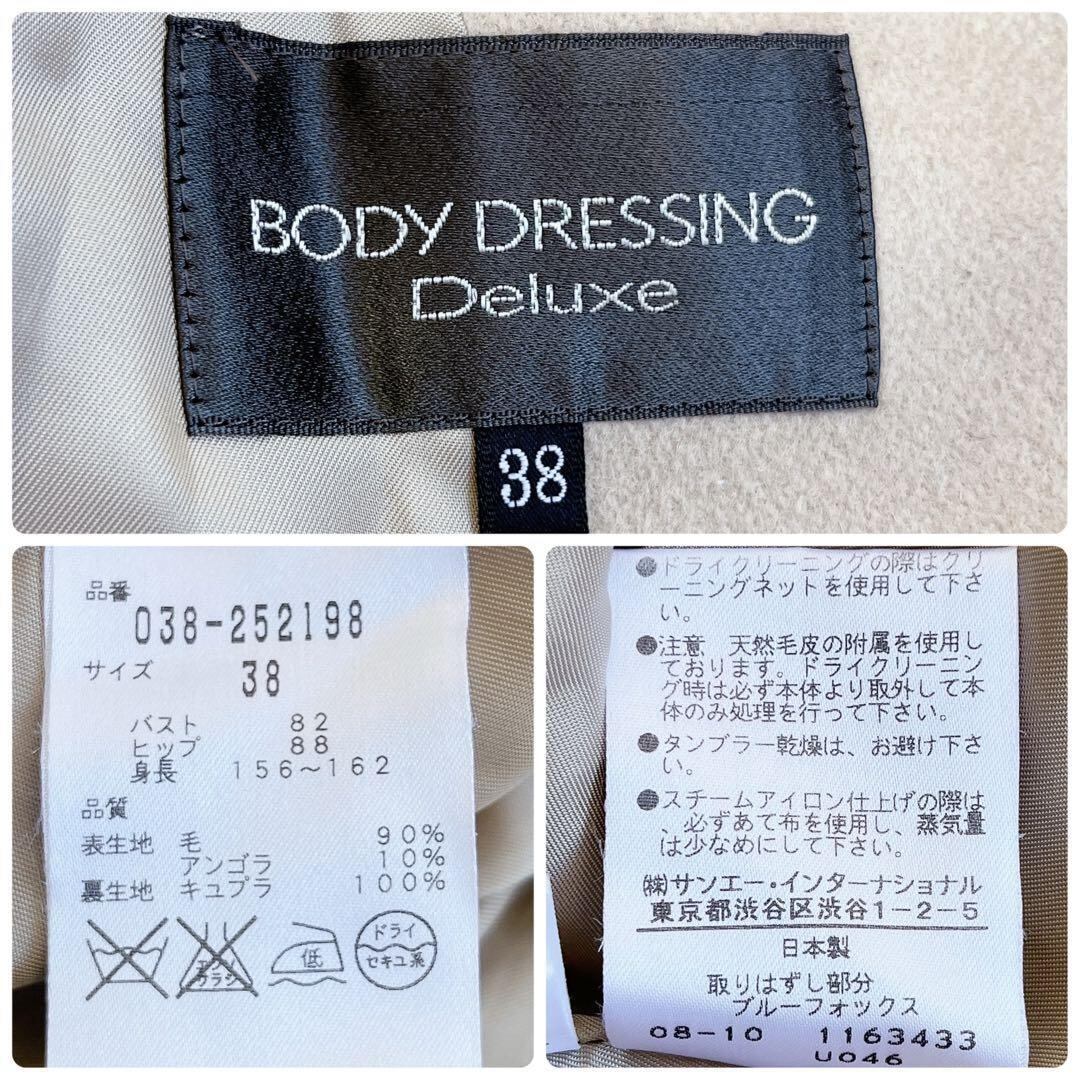 BODY DRESSING
Deluxe
38
品番
038-252198
サイズ 38
バスト 82
ヒップ 88
身長 156~162
品質
表生地 毛 90%
アンゴラ 10%
裏生地 キュプラ 100%
エンソ
カラシ
低
ドライ
セキユ系
●ドライクリーニングの際はクリ
ーニングネットを使用して下さ
い。
●注意 天然毛皮の附属を使用し
ております。ドライクリーニン
グ時は必ず本体より取外して本
体のみ処理を行って下さい。
●タンブラー乾燥は、お避け下さ
い。
●スチームアイロン仕上げの際は
、必ずあて布を使用し、蒸気量
は少なめにして下さい。
㈱サンエー・インターナショナル
東京都渋谷区渋谷1-2-5
日本製
取りはずし部分
ブルーフォックス
08-10 1163433
U046